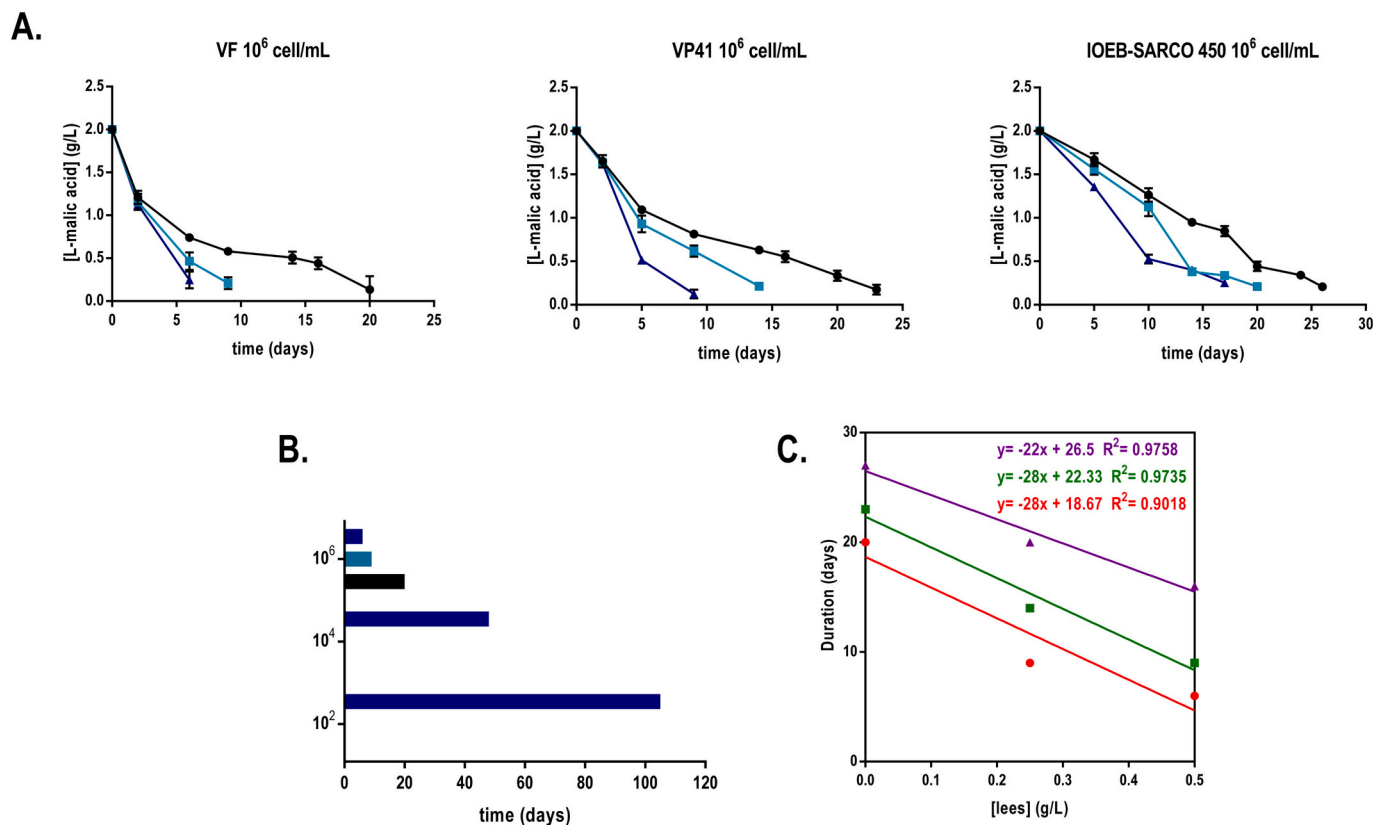 A.
VF 10⁶ cell/mL
[L-malic acid] (g/L)
2.5
2.0
1.5
1.0
0.5
0.0
0 5 10 15 20 25
time (days)
VP41 10⁶ cell/mL
[L-malic acid] (g/L)
2.5
2.0
1.5
1.0
0.5
0.0
0 5 10 15 20 25
time (days)
IOEB-SARCO 450 10⁶ cell/mL
[L-malic acid] (g/L)
2.5
2.0
1.5
1.0
0.5
0.0
0 5 10 15 20 25 30
time (days)
B.
10⁶
10⁴
10²
0 20 40 60 80 100 120
time (days)
C.
y= -22x + 26.5 R²= 0.9758
y= -28x + 22.33 R²= 0.9735
y= -28x + 18.67 R²= 0.9018
Duration (days)
30
20
10
0
0.0 0.1 0.2 0.3 0.4 0.5
[lees] (g/L)